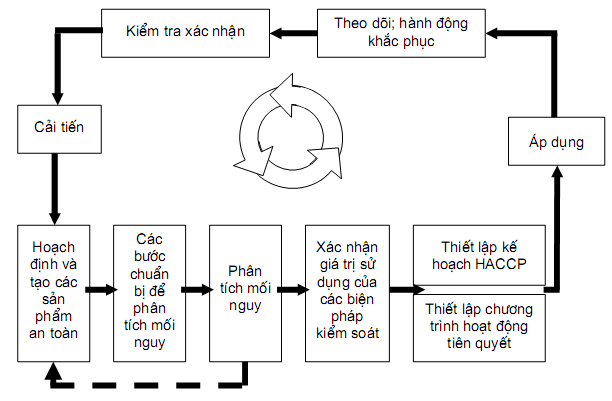 Kiểm tra xác nhận
Theo dõi; hành động
khắc phục
Cải tiến
Áp dụng
Hoạch
định và
tạo các
sản
phẩm
an toàn
Các
bước
chuẩn
bị để
phân
tích mối
nguy
Phân
tích mối
nguy
Xác nhận
giá trị sử
dụng của
các biện
pháp
kiểm soát
Thiết lập kế
hoạch HACCP
Thiết lập chương
trình hoạt động
tiên quyết